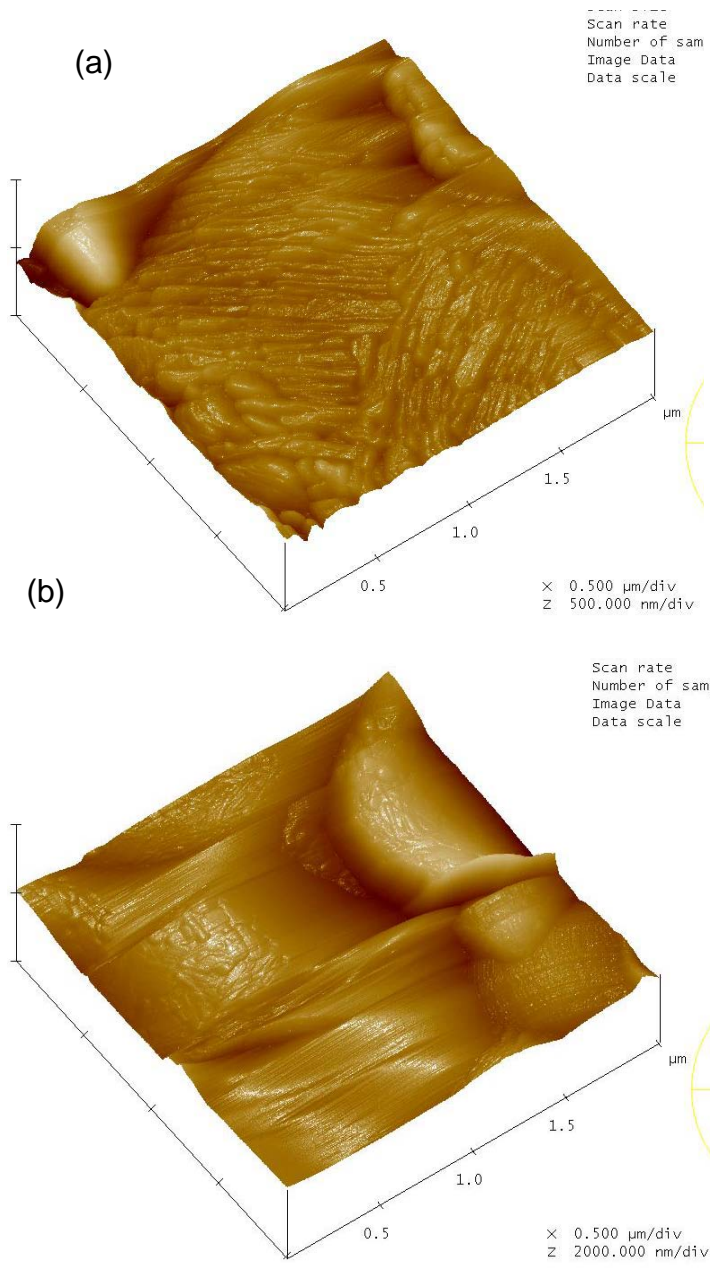 (a)
Scan rate
Number of sam
Image Data
Data scale
µm
1.5
1.0
0.5
X 0.500 µm/div
Z 500.000 nm/div
(b)
Scan rate
Number of sam
Image Data
Data scale
µm
1.5
1.0
0.5
X 0.500 µm/div
Z 2000.000 nm/div